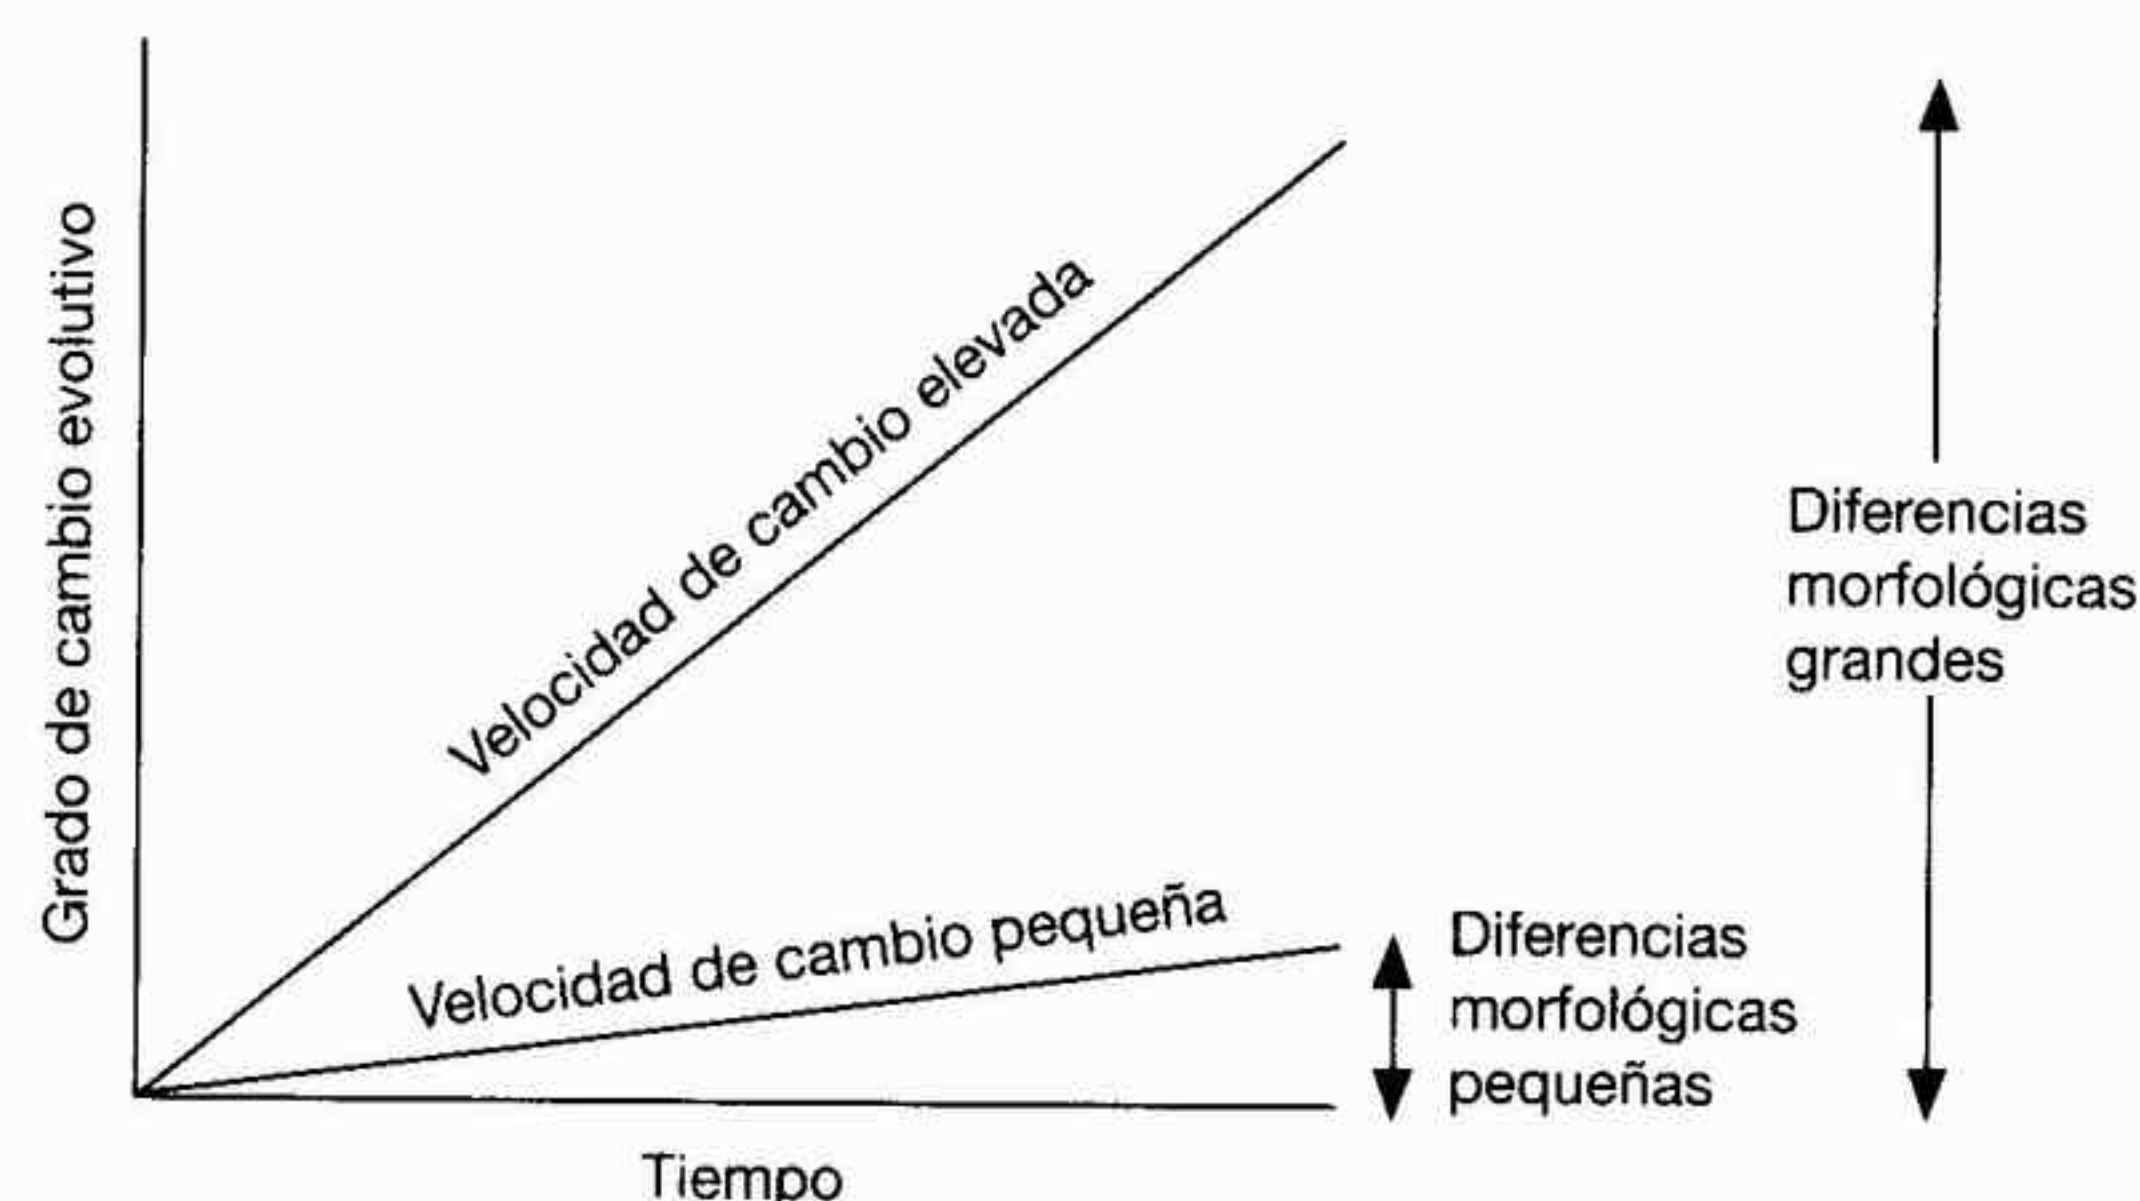 Grado de cambio evolutivo
Velocidad de cambio elevada
Velocidad de cambio pequeña
Diferencias
morfológicas
grandes
Diferencias
morfológicas
pequeñas
Tiempo